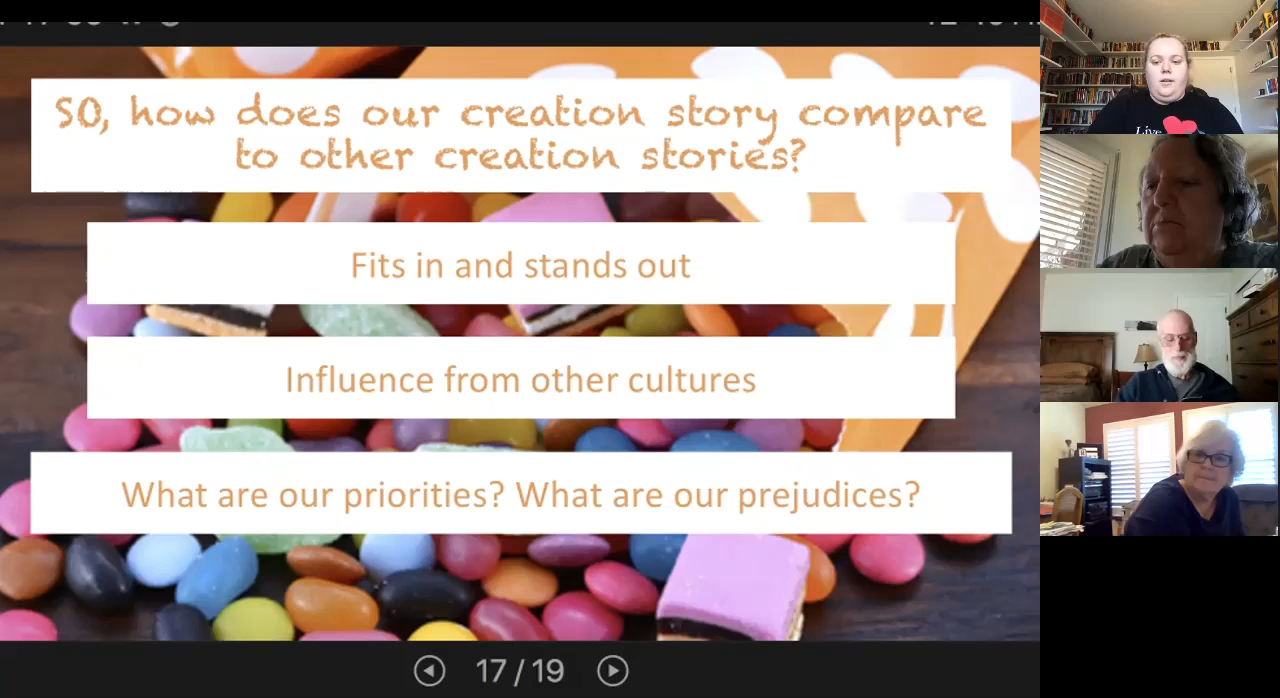 SO, how does our creation story compare
to other creation stories?
Fits in and stands out
Influence from other cultures
What are our priorities? What are our prejudices?
17/19
Live